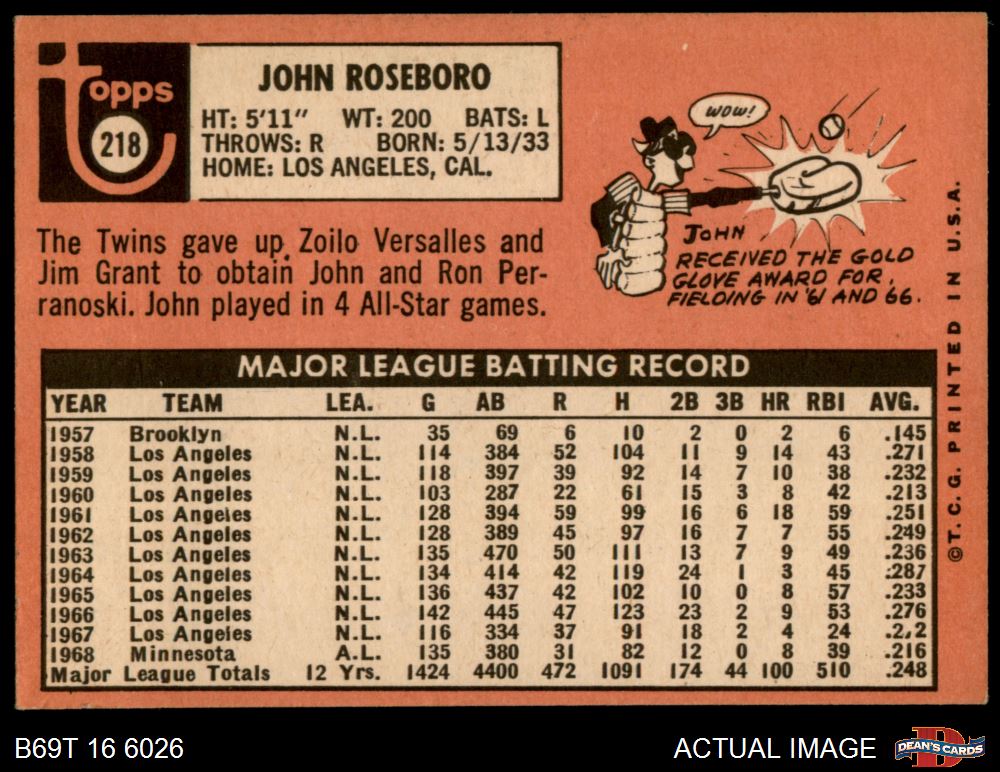 topps
218
JOHN ROSEBORO
HT: 5'11" WT: 200 BATS: L
THROWS: R BORN: 5/13/33
HOME: LOS ANGELES, CAL.
WOW!
The Twins gave up Zoilo Versalles and
Jim Grant to obtain John and Ron Per-
ranoski. John played in 4 All-Star games.
JOHN
RECEIVED THE GOLD
GLOVE AWARD FOR
FIELDING IN '61 AND 66.
MAJOR LEAGUE BATTING RECORD
YEAR TEAM LEA. G AB R H 2B 3B HR RBI AVG.
1957 Brooklyn N.L. 35 69 6 10 2 0 2 6 .145
1958 Los Angeles N.L. 114 384 52 104 11 9 14 43 .271
1959 Los Angeles N.L. 118 397 39 92 14 7 10 38 .232
1960 Los Angeles N.L. 103 287 22 61 15 3 8 42 .213
1961 Los Angeles N.L. 128 394 59 99 16 6 18 59 .251
1962 Los Angeles N.L. 128 389 45 97 16 7 7 55 .249
1963 Los Angeles N.L. 135 470 50 111 13 7 9 49 .236
1964 Los Angeles N.L. 134 414 42 119 24 1 3 45 .287
1965 Los Angeles N.L. 136 437 42 102 10 0 8 57 .233
1966 Los Angeles N.L. 142 445 47 123 23 2 9 53 .276
1967 Los Angeles N.L. 116 334 37 91 18 2 4 24
1968 Minnesota A.L. 135 380 31 82 12 0 8 39 .216
Major League Totals 12 Yrs. 1424 4400 472 1091 174 44 100 510 .248
©T. C. G. PRINTED IN U.S.A.
B69T 16 6026
ACTUAL IMAGE
DEAN'S CARDS